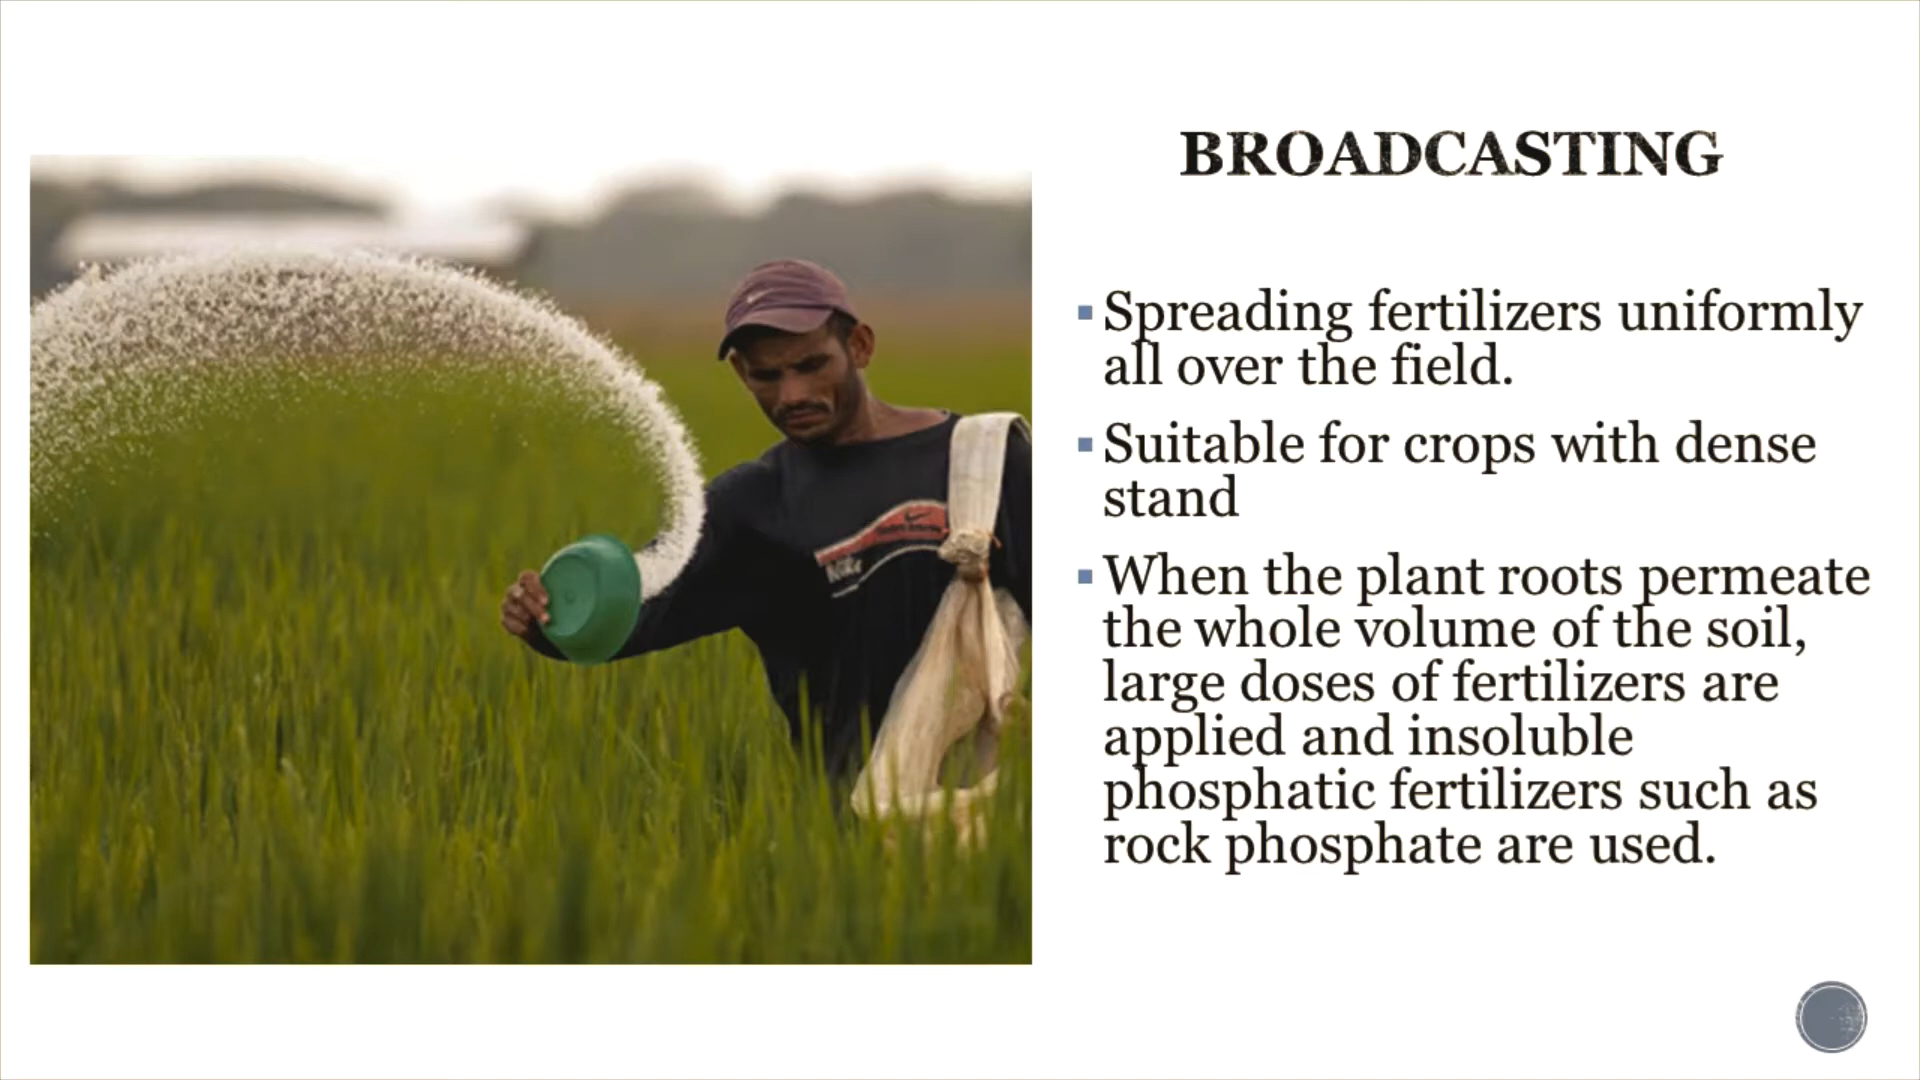 BROADCASTING
▪ Spreading fertilizers uniformly
all over the field.
▪ Suitable for crops with dense
stand
▪ When the plant roots permeate
the whole volume of the soil,
large doses of fertilizers are
applied and insoluble
phosphatic fertilizers such as
rock phosphate are used.